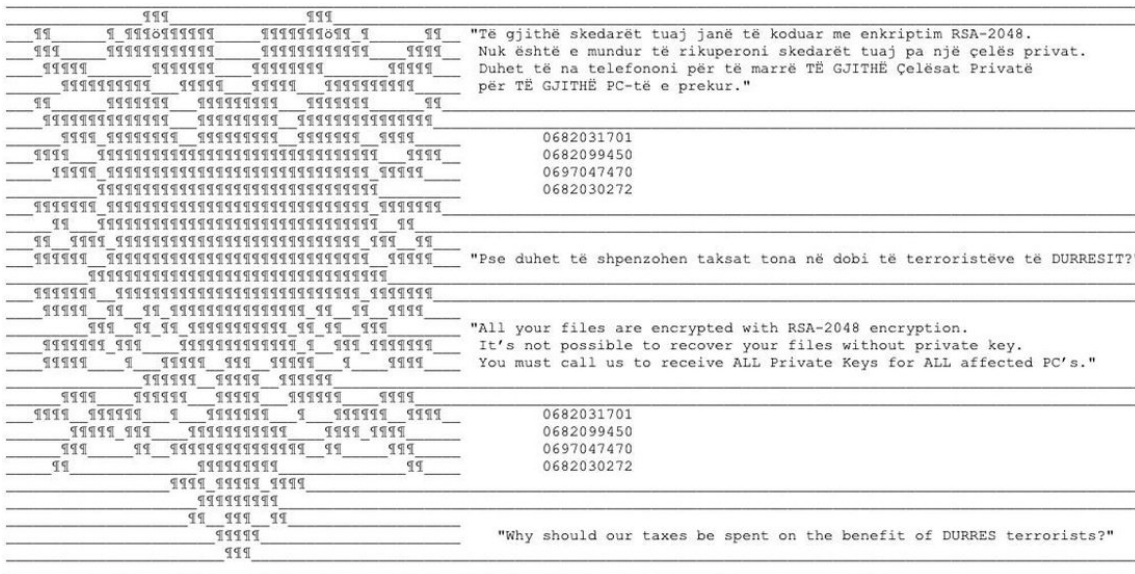 "Të gjithë skedarët tuaj janë të koduar me enkriptim RSA-2048.
Nuk është e mundur të rikuperoni skedarët tuaj pa një çelës privat.
Duhet të na telefononi për të marrë TË GJITHË Çelësat Privatë
për TË GJITHË PC-të e prekur."
0682031701
0682099450
0697047470
0682030272
"Pse duhet të shpenzohen taksat tona në dobi të terroristëve të DURRESIT?"
"All your files are encrypted with RSA-2048 encryption.
It's not possible to recover your files without private key.
You must call us to receive ALL Private Keys for ALL affected PC's."
0682031701
0682099450
0697047470
0682030272
"Why should our taxes be spent on the benefit of DURRES terrorists?"